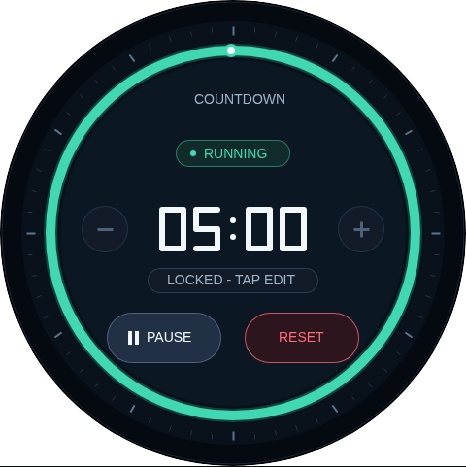 COUNTDOWN
RUNNING
05:00
LOCKED - TAP EDIT
PAUSE
RESET